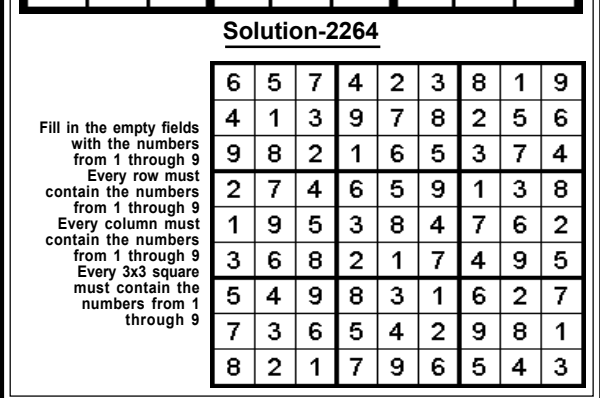 Solution-2264
Fill in the empty fields
with the numbers
from 1 through 9
Every row must
contain the numbers
from 1 through 9
Every column must
contain the numbers
from 1 through 9
Every 3x3 square
must contain the
numbers from 1
through 9
6 5 7 4 2 3 8 1 9
4 1 3 9 7 8 2 5 6
9 8 2 1 6 5 3 7 4
2 7 4 6 5 9 1 3 8
1 9 5 3 8 4 7 6 2
3 6 8 2 1 7 4 9 5
5 4 9 8 3 1 6 2 7
7 3 6 5 4 2 9 8 1
8 2 1 7 9 6 5 4 3